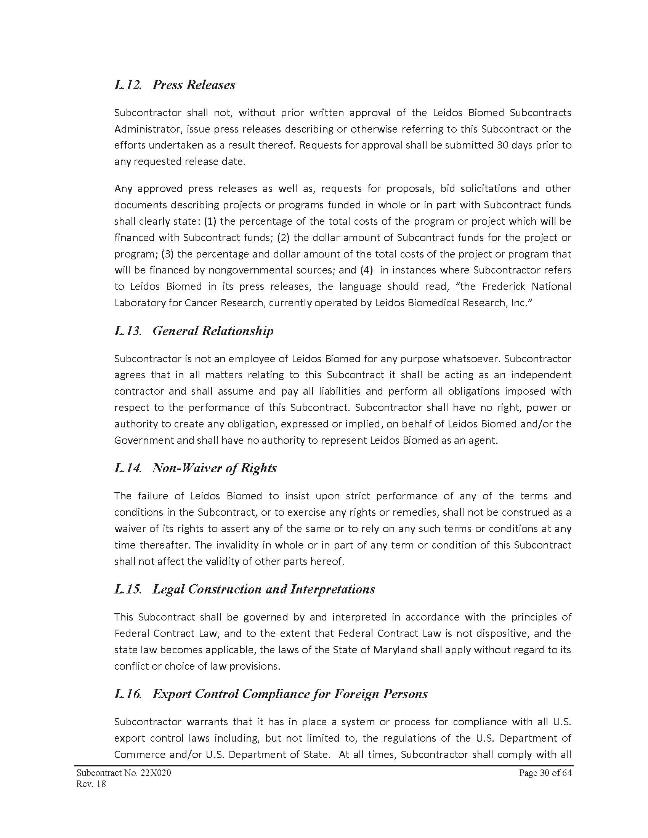 L.12. Press Releases
Subcontractor shall not, without prior written approval of the Leidos Biomed Subcontracts
Administrator, issue press releases describing or otherwise referring to this Subcontract or the
efforts undertaken as a result thereof. Requests for approval shall be submitted 30 days prior to
any requested release date.
Any approved press releases as well as, requests for proposals, bid solicitations and other
documents describing projects or programs funded in whole or in part with Subcontract funds
shall clearly state: (1) the percentage of the total costs of the program or project which will be
financed with Subcontract funds; (2) the dollar amount of Subcontract funds for the project or
program; (3) the percentage and dollar amount of the total costs of the project or program that
will be financed by nongovernmental sources; and (4) in instances where Subcontractor refers
to Leidos Biomed in its press releases, the language should read, “the Frederick National
Laboratory for Cancer Research, currently operated by Leidos Biomedical Research, Inc.”
L.13. General Relationship
Subcontractor is not an employee of Leidos Biomed for any purpose whatsoever. Subcontractor
agrees that in all matters relating to this Subcontract it shall be acting as an independent
contractor and shall assume and pay all liabilities and perform all obligations imposed with
respect to the performance of this Subcontract. Subcontractor shall have no right, power or
authority to create any obligation, expressed or implied, on behalf of Leidos Biomed and/or the
Government and shall have no authority to represent Leidos Biomed as an agent.
L.14. Non-Waiver of Rights
The failure of Leidos Biomed to insist upon strict performance of any of the terms and
conditions in the Subcontract, or to exercise any rights or remedies, shall not be construed as a
waiver of its rights to assert any of the same or to rely on any such terms or conditions at any
time thereafter. The invalidity in whole or in part of any term or condition of this Subcontract
shall not affect the validity of other parts hereof.
L.15. Legal Construction and Interpretations
This Subcontract shall be governed by and interpreted in accordance with the principles of
Federal Contract Law, and to the extent that Federal Contract Law is not dispositive, and the
state law becomes applicable, the laws of the State of Maryland shall apply without regard to its
conflict or choice of law provisions.
L.16. Export Control Compliance for Foreign Persons
Subcontractor warrants that it has in place a system or process for compliance with all U.S.
export control laws including, but not limited to, the regulations of the U.S. Department of
Commerce and/or U.S. Department of State. At all times, Subcontractor shall comply with all
Subcontract No. 22X020 Page 30 of 64
Rev. 18